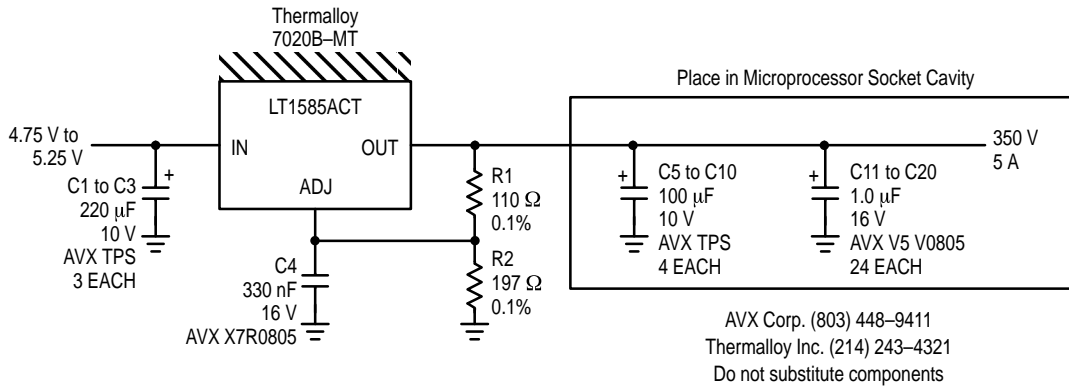 Thermalloy
7020B–MT
LT1585ACT
IN
OUT
ADJ
4.75 V to
5.25 V
+
C1 to C3
220 µF
10 V
AVX TPS
3 EACH
C4
330 nF
16 V
AVX X7R0805
R1
110 Ω
0.1%
R2
197 Ω
0.1%
Place in Microprocessor Socket Cavity
+
C5 to C10
100 µF
10 V
AVX TPS
4 EACH
+
C11 to C20
1.0 µF
16 V
AVX V5 V0805
24 EACH
350 V
5 A
AVX Corp. (803) 448–9411
Thermalloy Inc. (214) 243–4321
Do not substitute components